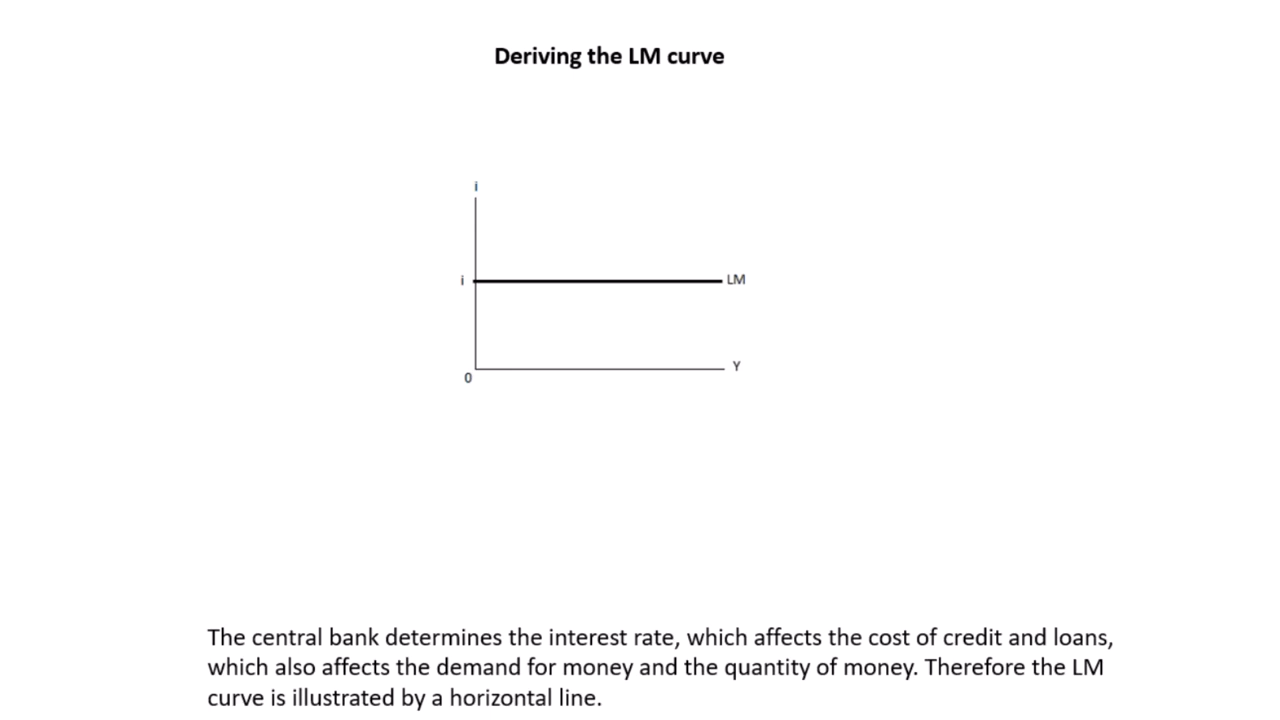 Deriving the LM curve
i
i
LM
Y
0
The central bank determines the interest rate, which affects the cost of credit and loans,
which also affects the demand for money and the quantity of money. Therefore the LM
curve is illustrated by a horizontal line.